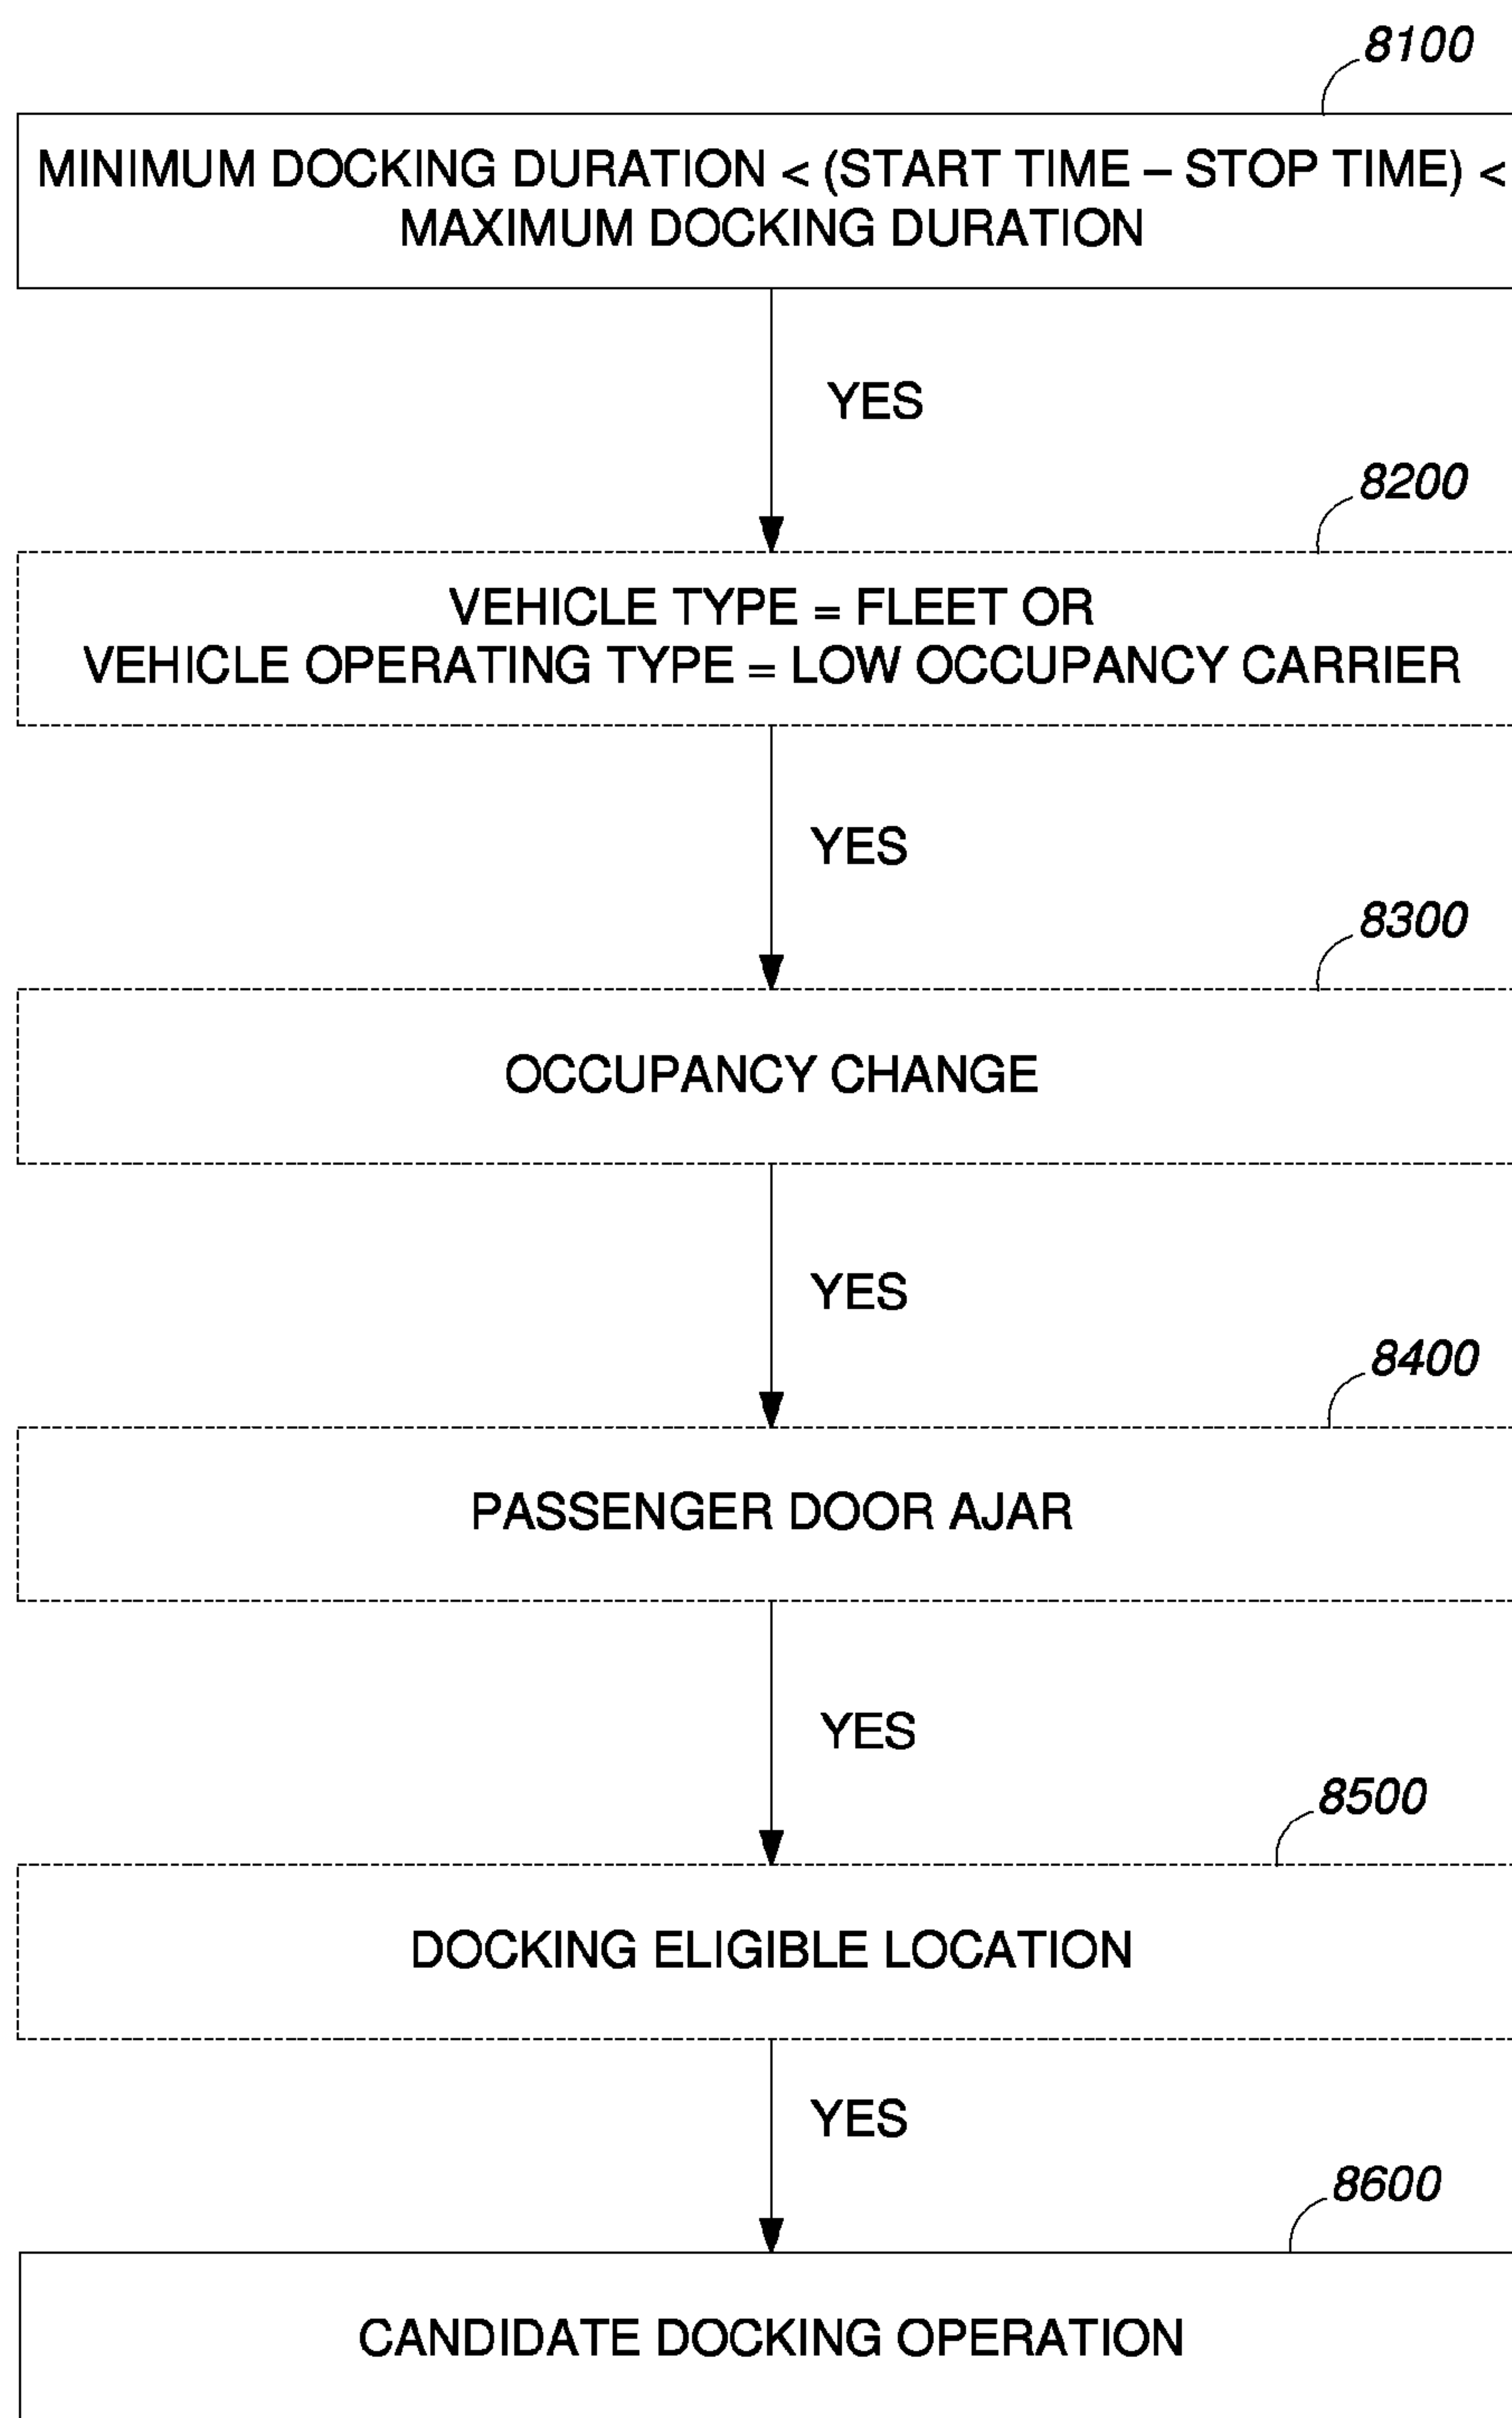 8100
MINIMUM DOCKING DURATION < (START TIME – STOP TIME) <
MAXIMUM DOCKING DURATION
YES
8200
VEHICLE TYPE = FLEET OR
VEHICLE OPERATING TYPE = LOW OCCUPANCY CARRIER
YES
8300
OCCUPANCY CHANGE
YES
8400
PASSENGER DOOR AJAR
YES
8500
DOCKING ELIGIBLE LOCATION
YES
8600
CANDIDATE DOCKING OPERATION